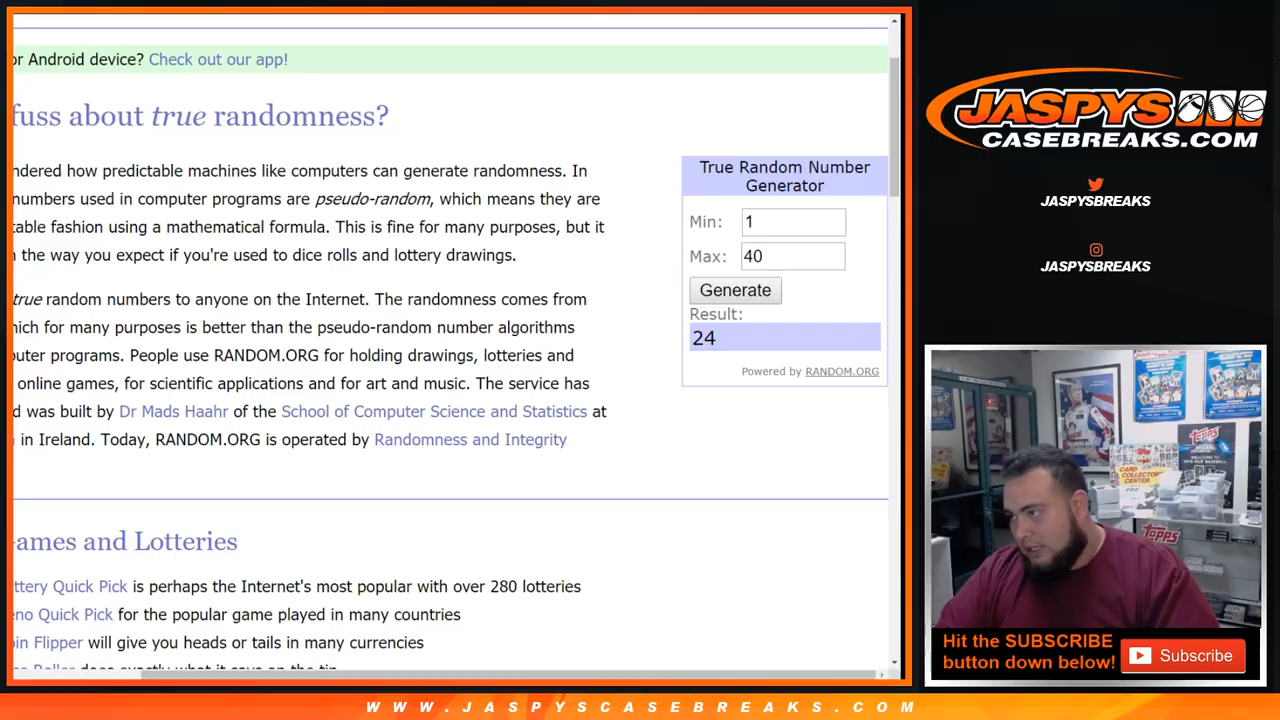 or Android device? Check out our app!
fuss about true randomness?
ndered how predictable machines like computers can generate randomness. In
numbers used in computer programs are pseudo-random, which means they are
table fashion using a mathematical formula. This is fine for many purposes, but it
the way you expect if you're used to dice rolls and lottery drawings.
true random numbers to anyone on the Internet. The randomness comes from
hich for many purposes is better than the pseudo-random number algorithms
outer programs. People use RANDOM.ORG for holding drawings, lotteries and
online games, for scientific applications and for art and music. The service has
d was built by Dr Mads Haahr of the School of Computer Science and Statistics at
in Ireland. Today, RANDOM.ORG is operated by Randomness and Integrity
True Random Number
Generator
Min: 1
Max: 40
Generate
Result:
24
Powered by RANDOM.ORG
Games and Lotteries
ttery Quick Pick is perhaps the Internet's most popular with over 280 lotteries
eno Quick Pick for the popular game played in many countries
oin Flipper will give you heads or tails in many currencies
JASPYS
CASEBREAKS.COM
JASPYSBREAKS
JASPYSBREAKS
CARD
COLLECTOR
CENTER
TOPPS
WELCOME TO
TOPPS
Hit the SUBSCRIBE
button down below!
Subscribe
WWW.JASPYSCASEBREAKS.COM